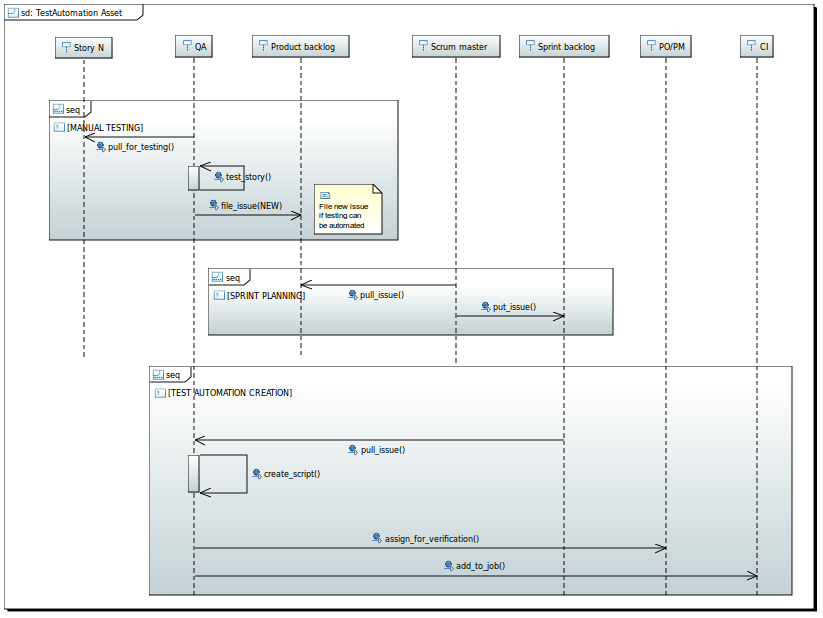 sd: TestAutomation Asset
Story N
QA
Product backlog
Scrum master
Sprint backlog
PO/PM
CI
seq
[MANUAL TESTING]
pull_for_testing()
test_story()
file_issue(NEW)
File new issue
if testing can
be automated
seq
[SPRINT PLANNING]
pull_issue()
put_issue()
seq
[TEST AUTOMATION CREATION]
pull_issue()
create_script()
assign_for_verification()
add_to_job()